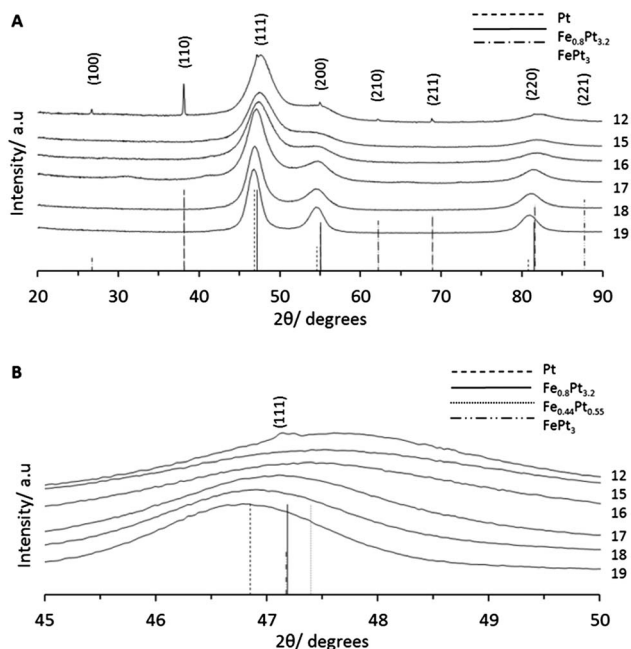 A
Pt
Fe0.8Pt3.2
FePt3
(100)
(110)
(111)
(200)
(210)
(211)
(220)
(221)
12
15
16
17
18
19
Intensity/ a.u
20 30 40 50 60 70 80 90
2θ/ degrees
B
Pt
Fe0.8Pt3.2
Fe0.44Pt0.55
FePt3
(111)
12
15
16
17
18
19
Intensity/ a.u
45 46 47 48 49 50
2θ/ degrees